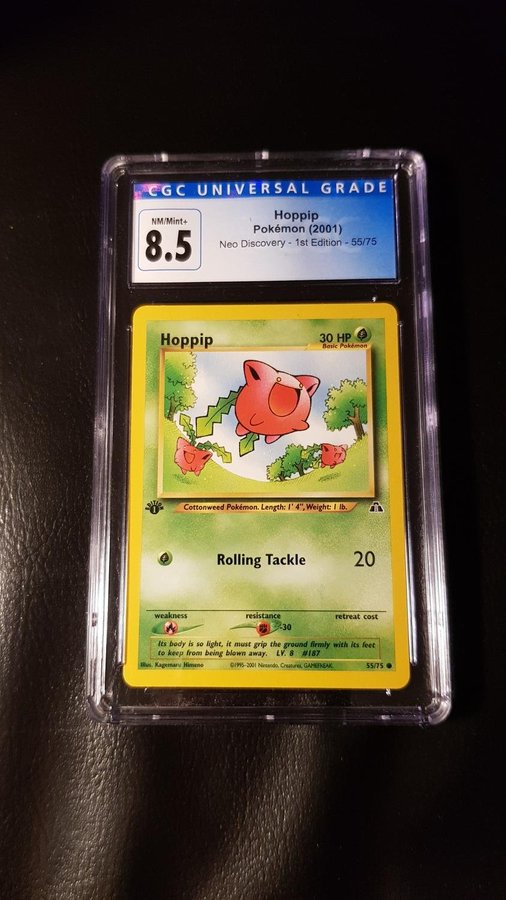 CGC UNIVERSAL GRADE
NM/Mint+
8.5
Hoppip
Pokémon (2001)
Neo Discovery - 1st Edition - 55/75
Hoppip
30 HP
Basic Pokémon
EDITION
1
Cottonweed Pokémon. Length: 1' 4", Weight: 1 lb.
Rolling Tackle 20
weakness resistance retreat cost
-30
Its body is so light, it must grip the ground firmly with its feet
to keep from being blown away. LV. 8 #187
Illus. Kagemaru Himeno ©1995-2001 Nintendo, Creatures, GAMEFREAK. 55/75